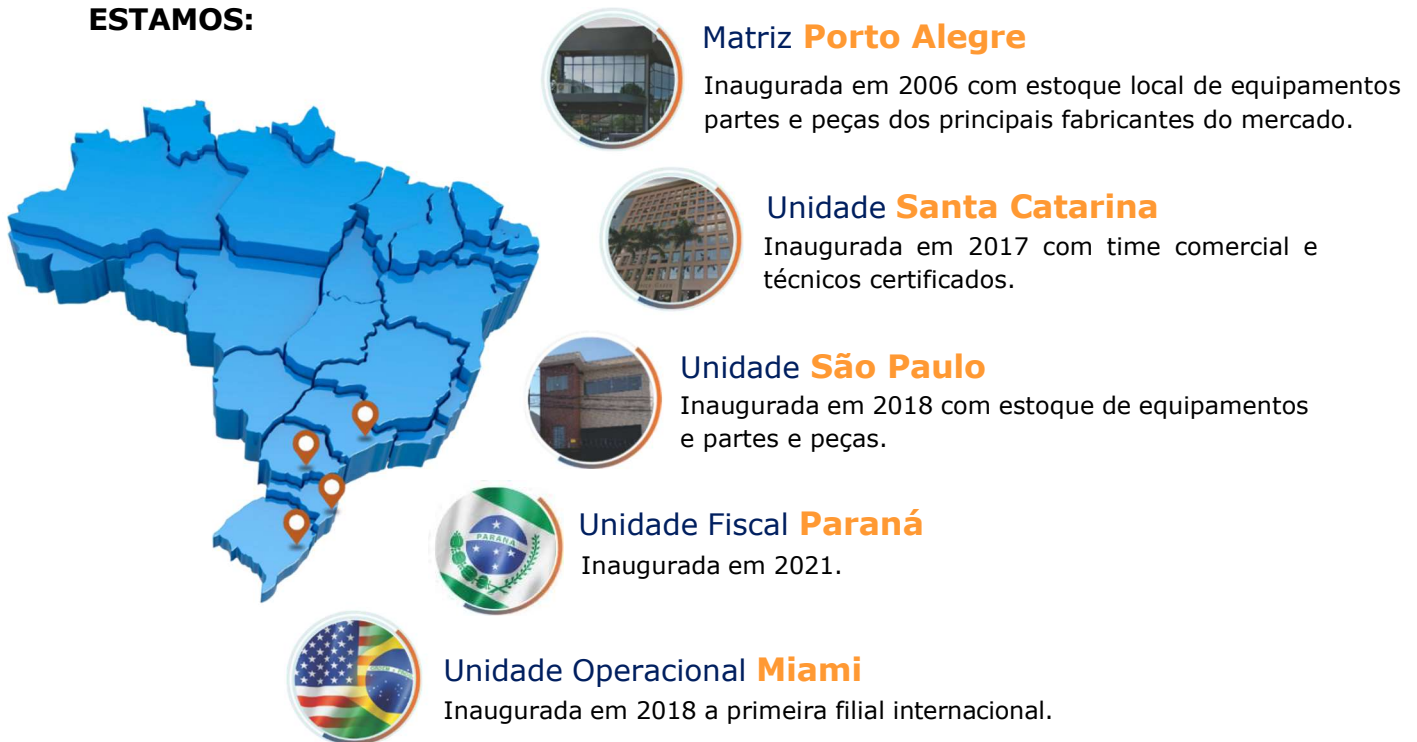 ESTAMOS:
Matriz Porto Alegre
Inaugurada em 2006 com estoque local de equipamentos
partes e peças dos principais fabricantes do mercado.
Unidade Santa Catarina
Inaugurada em 2017 com time comercial e
técnicos certificados.
Unidade São Paulo
Inaugurada em 2018 com estoque de equipamentos
e partes e peças.
PARANÁ
Unidade Fiscal Paraná
Inaugurada em 2021.
Unidade Operacional Miami
Inaugurada em 2018 a primeira filial internacional.